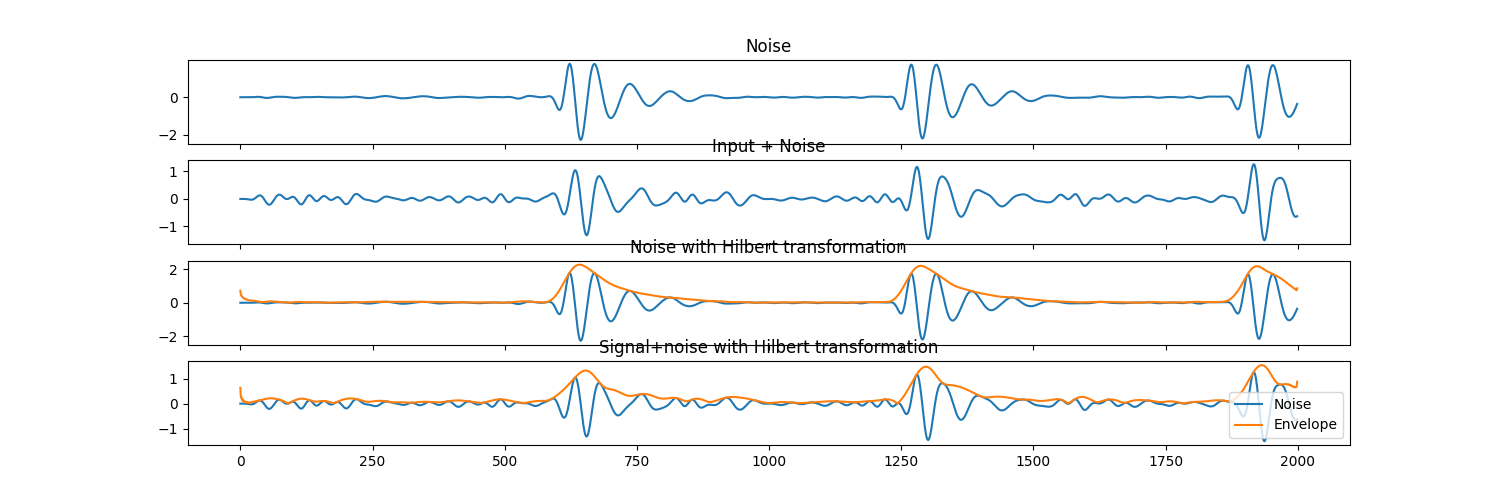 Noise
0
−2
Input + Noise
1
0
−1
Noise with Hilbert transformation
2
0
−2
Signal+noise with Hilbert transformation
1
0
−1
Noise
Envelope
0 250 500 750 1000 1250 1500 1750 2000